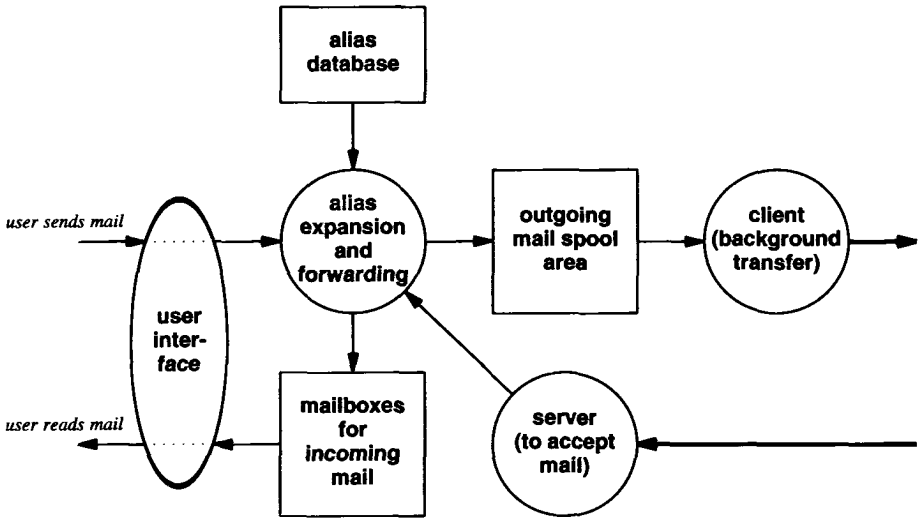 alias
database
user sends mail
alias
expansion
and
forwarding
outgoing
mail spool
area
client
(background
transfer)
user
inter-
face
user reads mail
mailboxes
for
incoming
mail
server
(to accept
mail)